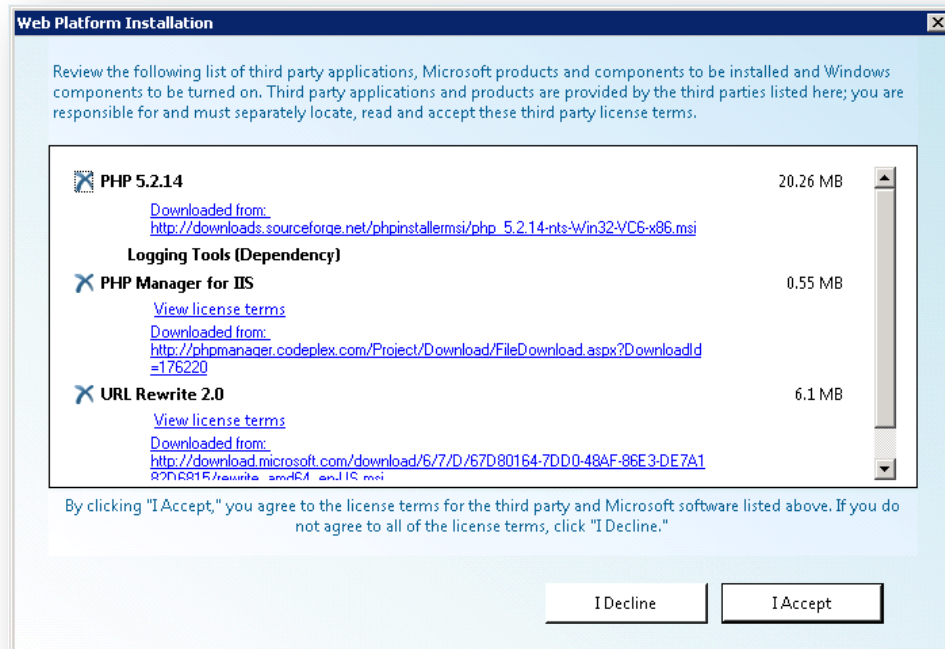 Web Platform Installation
Review the following list of third party applications, Microsoft products and components to be installed and Windows
components to be turned on. Third party applications and products are provided by the third parties listed here; you are
responsible for and must separately locate, read and accept these third party license terms.
PHP 5.2.14 20.26 MB
Downloaded from:
http://downloads.sourceforge.net/phpinstallermsi/php_5.2.14-nts-Win32-VC6-x86.msi
Logging Tools (Dependency)
PHP Manager for IIS 0.55 MB
View license terms
Downloaded from:
http://phpmanager.codeplex.com/Project/Download/FileDownload.aspx?DownloadId
=176220
URL Rewrite 2.0 6.1 MB
View license terms
Downloaded from:
http://download.microsoft.com/download/6/7/D/67D80164-7DD0-48AF-86E3-DE7A1
82D6815/rewrite_amd64_en-US.msi
By clicking "I Accept," you agree to the license terms for the third party and Microsoft software listed above. If you do
not agree to all of the license terms, click "I Decline."
I Decline I Accept